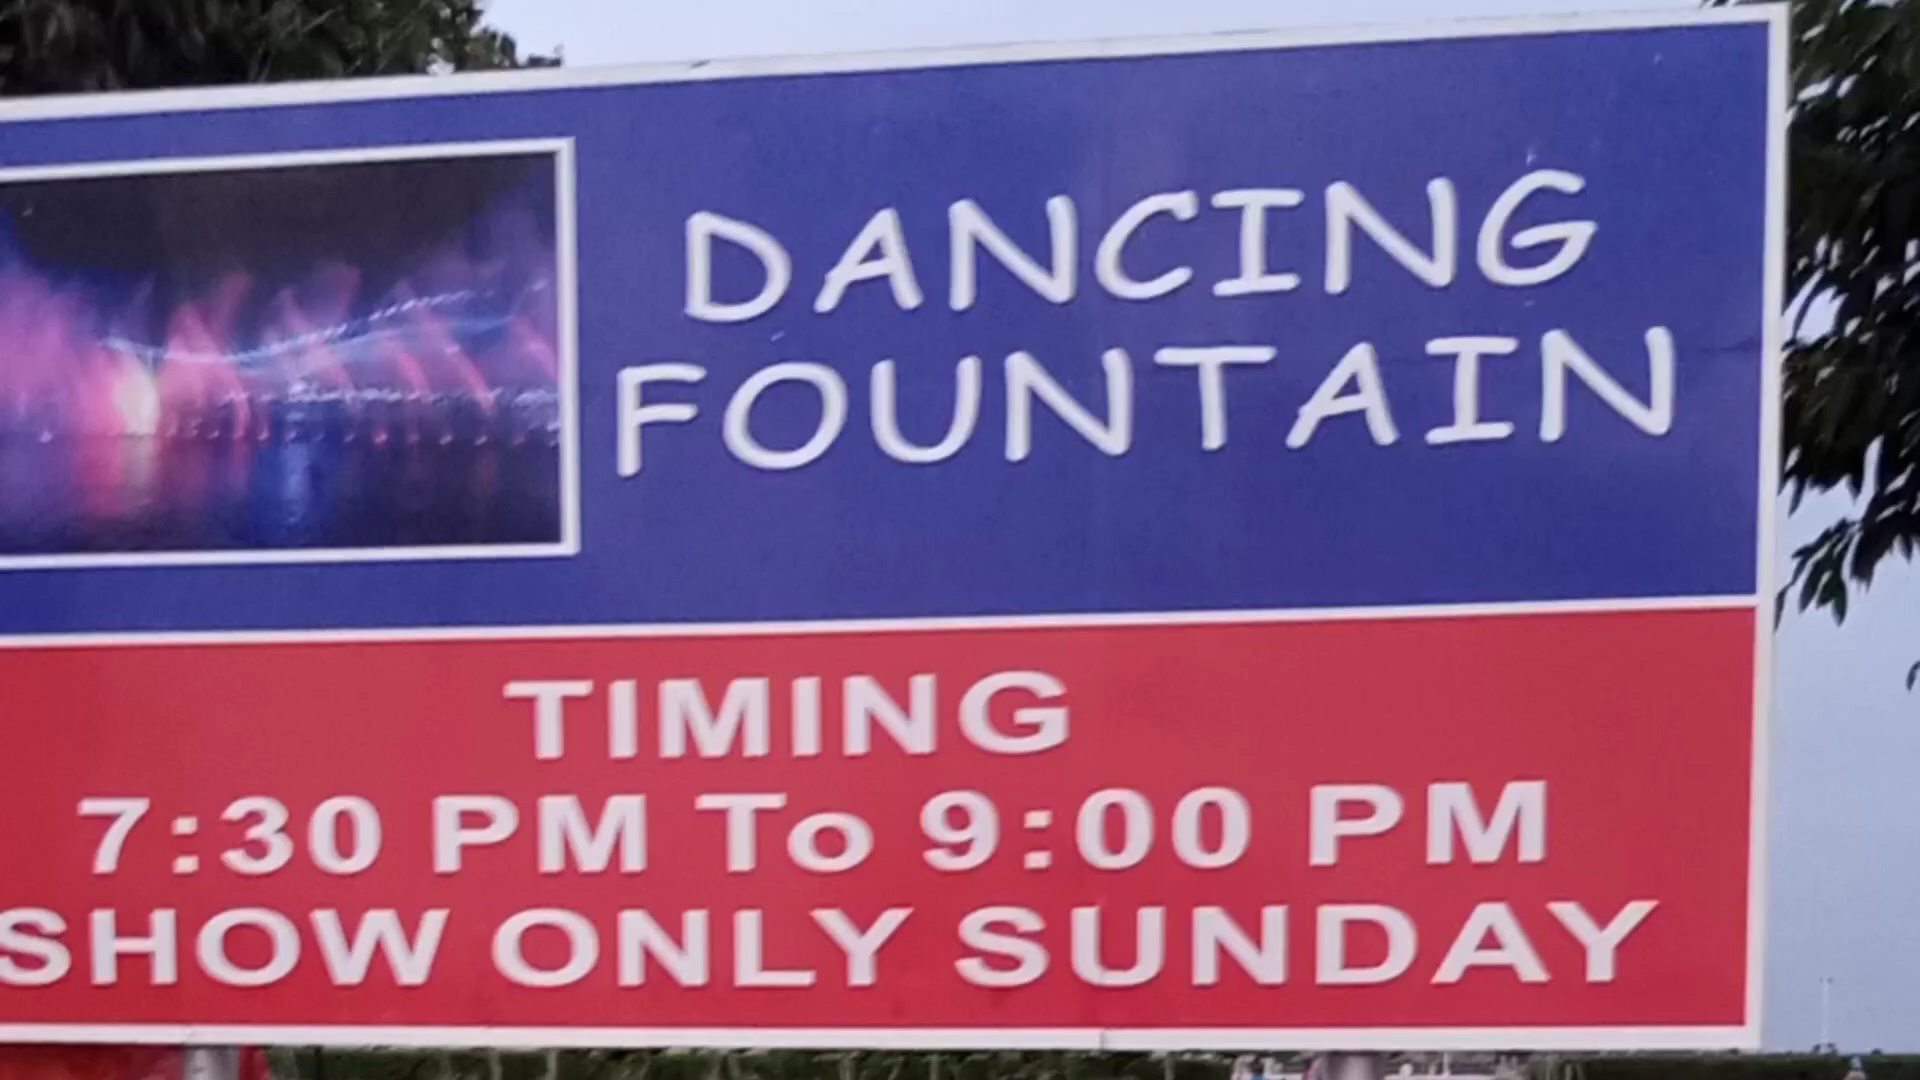 DANCING
FOUNTAIN
TIMING
7:30 PM To 9:00 PM
SHOW ONLY SUNDAY